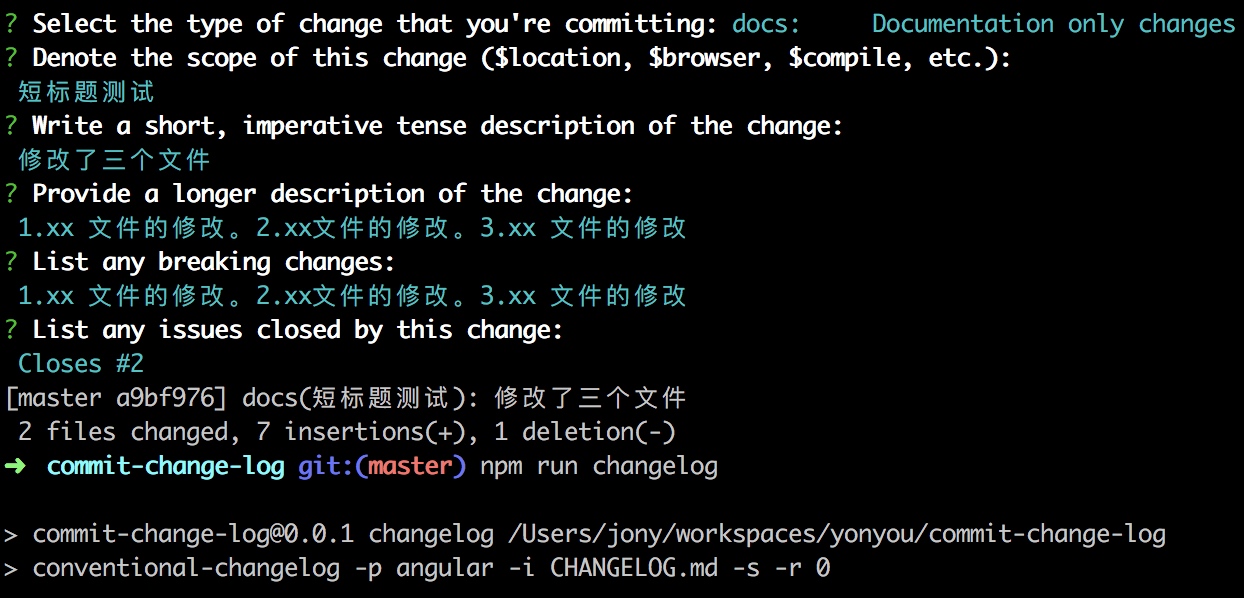 ? Select the type of change that you're committing: docs:     Documentation only changes
? Denote the scope of this change ($location, $browser, $compile, etc.):
短标题测试
? Write a short, imperative tense description of the change:
修改了三个文件
? Provide a longer description of the change:
1.xx 文件的修改。2.xx文件的修改。3.xx 文件的修改
? List any breaking changes:
1.xx 文件的修改。2.xx文件的修改。3.xx 文件的修改
? List any issues closed by this change:
Closes #2
[master a9bf976] docs(短标题测试): 修改了三个文件
2 files changed, 7 insertions(+), 1 deletion(-)
➜ commit-change-log git:(master) npm run changelog
> commit-change-log@0.0.1 changelog /Users/jony/workspaces/yonyou/commit-change-log
> conventional-changelog -p angular -i CHANGELOG.md -s -r 0